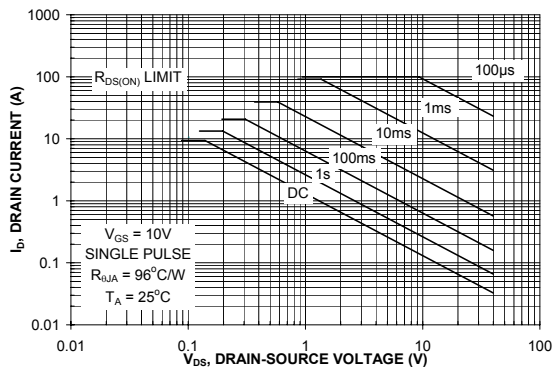 1000
100
10
1
0.1
0.01
I_D, DRAIN CURRENT (A)
R_DS(ON) LIMIT
100µs
1ms
10ms
100ms
1s
DC
V_GS = 10V
SINGLE PULSE
R_θJA = 96°C/W
T_A = 25°C
0.01 0.1 1 10 100
V_DS, DRAIN-SOURCE VOLTAGE (V)